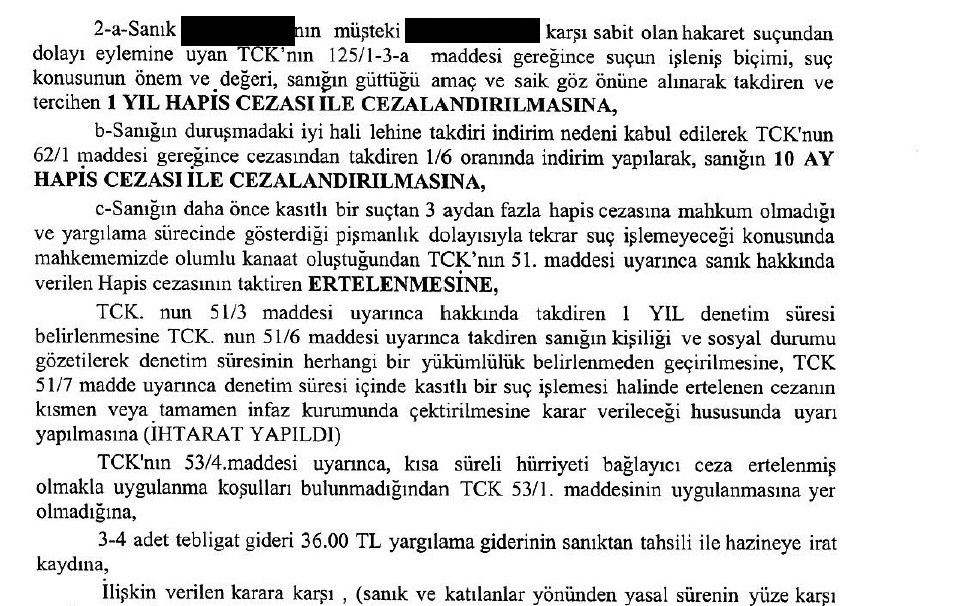 2-a-Sanık nın müşteki karşı sabit olan hakaret suçundan
dolayı eylemine uyan TCK’nın 125/1-3-a maddesi gereğince suçun işleniş biçimi, suç
konusunun önem ve değeri, sanığın güttüğü amaç ve saik göz önüne alınarak takdiren ve
tercihen 1 YIL HAPİS CEZASI İLE CEZALANDIRILMASINA,
b-Sanığın duruşmadaki iyi hali lehine takdiri indirim nedeni kabul edilerek TCK'nun
62/1 maddesi gereğince cezasından takdiren 1/6 oranında indirim yapılarak, sanığın 10 AY
HAPİS CEZASI İLE CEZALANDIRILMASINA,
c-Sanığın daha önce kasıtlı bir suçtan 3 aydan fazla hapis cezasına mahkum olmadığı
ve yargılama sürecinde gösterdiği pişmanlık dolayısıyla tekrar suç işlemeyeceği konusunda
mahkememizde olumlu kanaat oluştuğundan TCK’nın 51. maddesi uyarınca sanık hakkında
verilen Hapis cezasının taktiren ERTELENMESİNE,
TCK. nun 51/3 maddesi uyarınca hakkında takdiren 1 YIL denetim süresi
belirlenmesine TCK. nun 51/6 maddesi uyarınca takdiren sanığın kişiliği ve sosyal durumu
gözetilerek denetim süresinin herhangi bir yükümlülük belirlenmeden geçirilmesine, TCK
51/7 madde uyarınca denetim süresi içinde kasıtlı bir suç işlemesi halinde ertelenen cezanın
kısmen veya tamamen infaz kurumunda çektirilmesine karar verileceği hususunda uyarı
yapılmasına (İHTARAT YAPILDI)
TCK'nın 53/4.maddesi uyarınca, kısa süreli hürriyeti bağlayıcı ceza ertelenmiş
olmakla uygulanma koşulları bulunmadığından TCK 53/1. maddesinin uygulanmasına yer
olmadığına,
3-4 adet tebligat gideri 36.00 TL yargılama giderinin sanıktan tahsili ile hazineye irat
kaydına,
İlişkin verilen karara karşı , (sanık ve katılanlar yönünden yasal sürenin yüze karşı